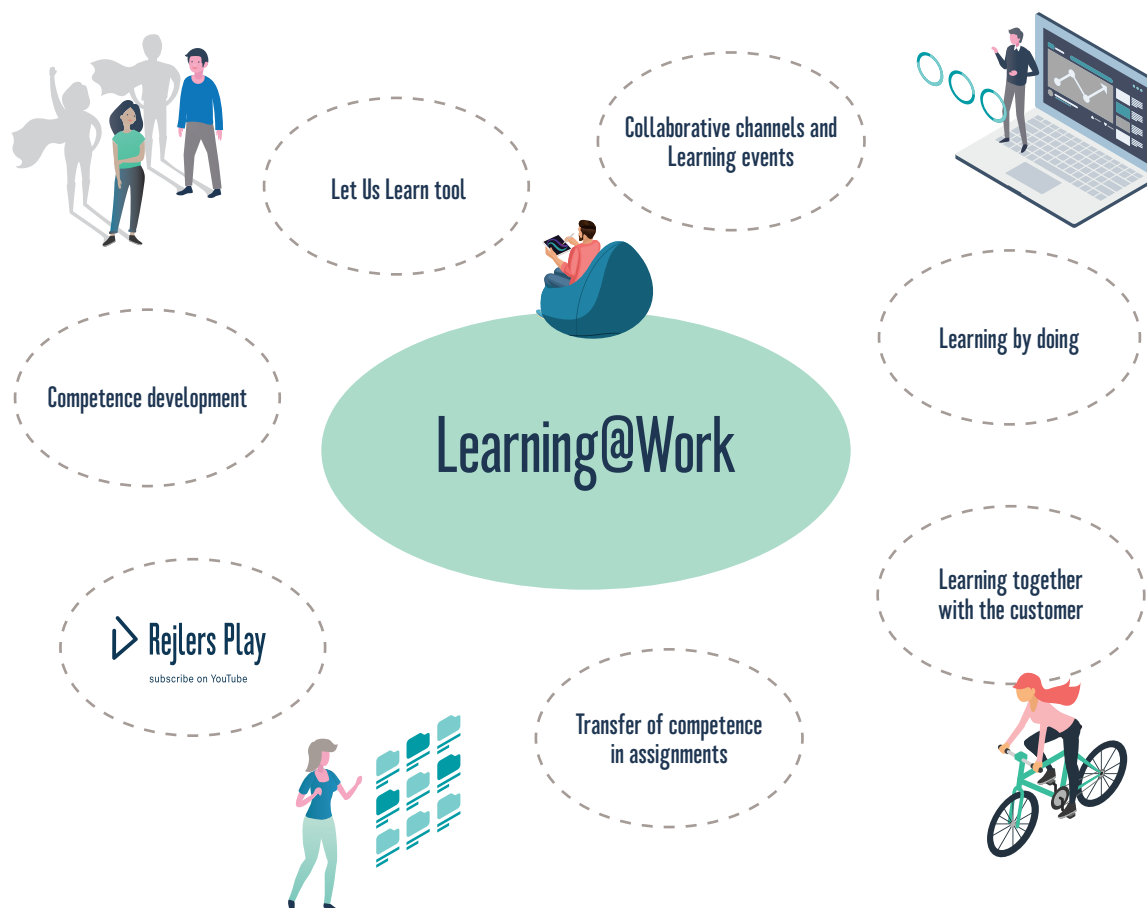 Collaborative channels and
Learning events
Let Us Learn tool
Learning by doing
Competence development
Learning@Work
Learning together
with the customer
Rejlers Play
subscribe on YouTube
Transfer of competence
in assignments